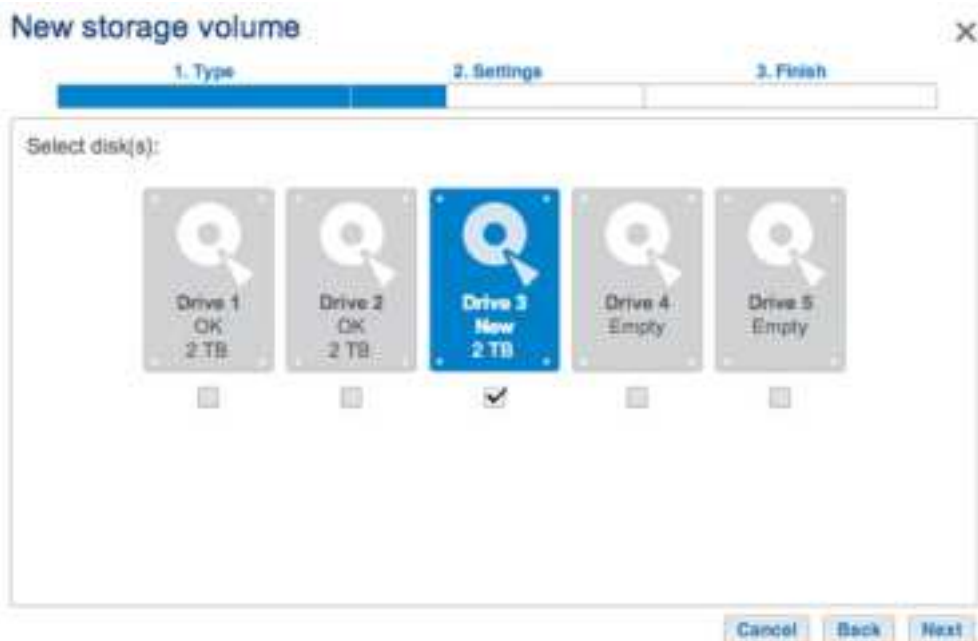 New storage volume
1. Type
2. Settings
3. Finish
Select disk(s):
Drive 1
OK
2 TB
Drive 2
OK
2 TB
Drive 3
New
2 TB
Drive 4
Empty
Drive 5
Empty
Cancel
Back
Next